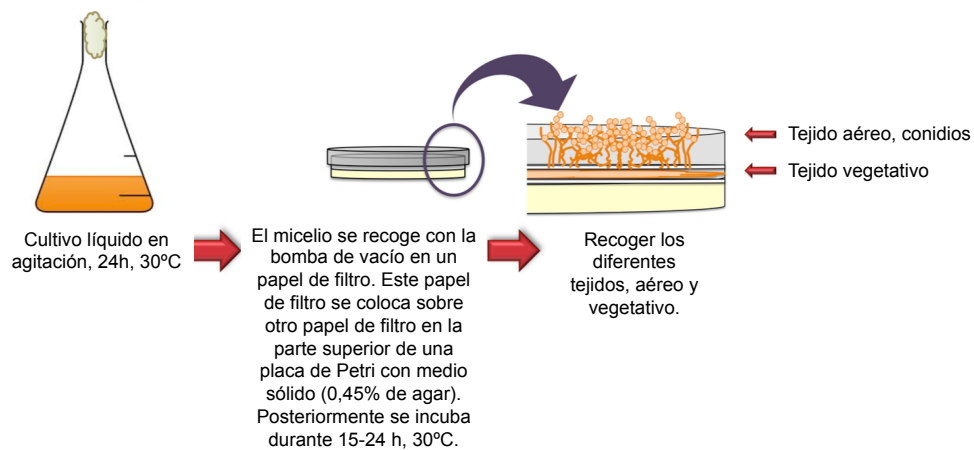 Tejido aéreo, conidios
Tejido vegetativo
Cultivo líquido en
agitación, 24h, 30ºC
El micelio se recoge con la
bomba de vacío en un
papel de filtro. Este papel
de filtro se coloca sobre
otro papel de filtro en la
parte superior de una
placa de Petri con medio
sólido (0,45% de agar).
Posteriormente se incuba
durante 15-24 h, 30ºC.
Recoger los
diferentes
tejidos, aéreo y
vegetativo.